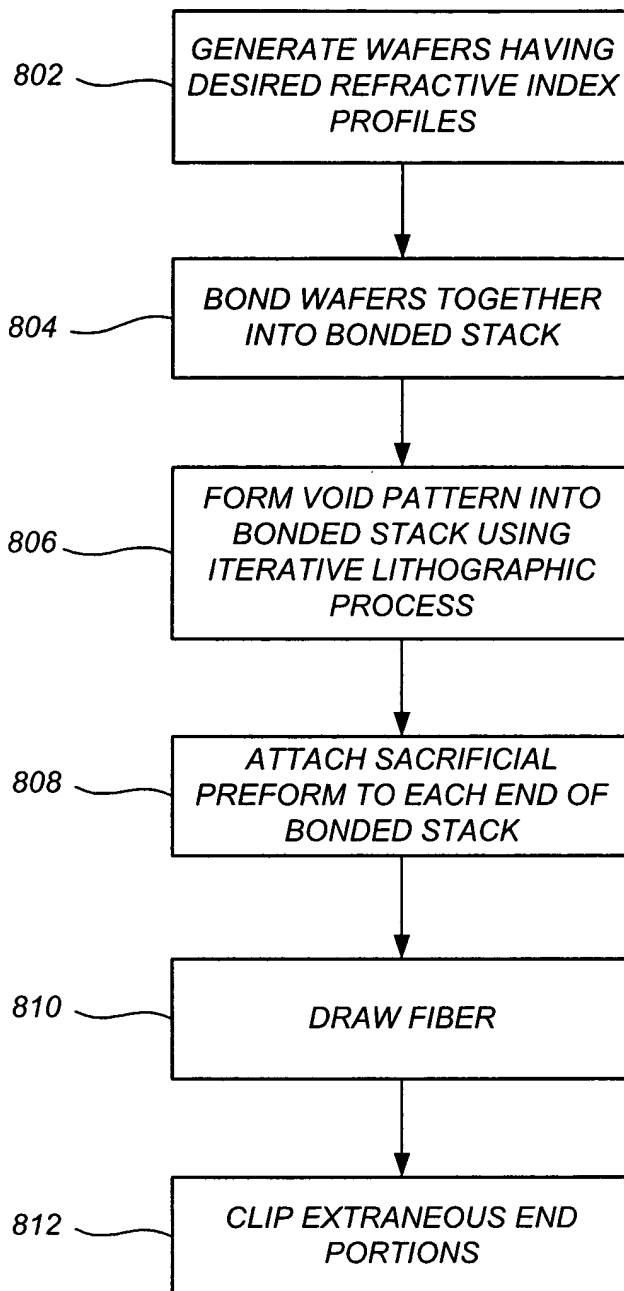 802
GENERATE WAFERS HAVING
DESIRED REFRACTIVE INDEX
PROFILES
804
BOND WAFERS TOGETHER
INTO BONDED STACK
806
FORM VOID PATTERN INTO
BONDED STACK USING
ITERATIVE LITHOGRAPHIC
PROCESS
808
ATTACH SACRIFICIAL
PREFORM TO EACH END OF
BONDED STACK
810
DRAW FIBER
812
CLIP EXTRANEOUS END
PORTIONS